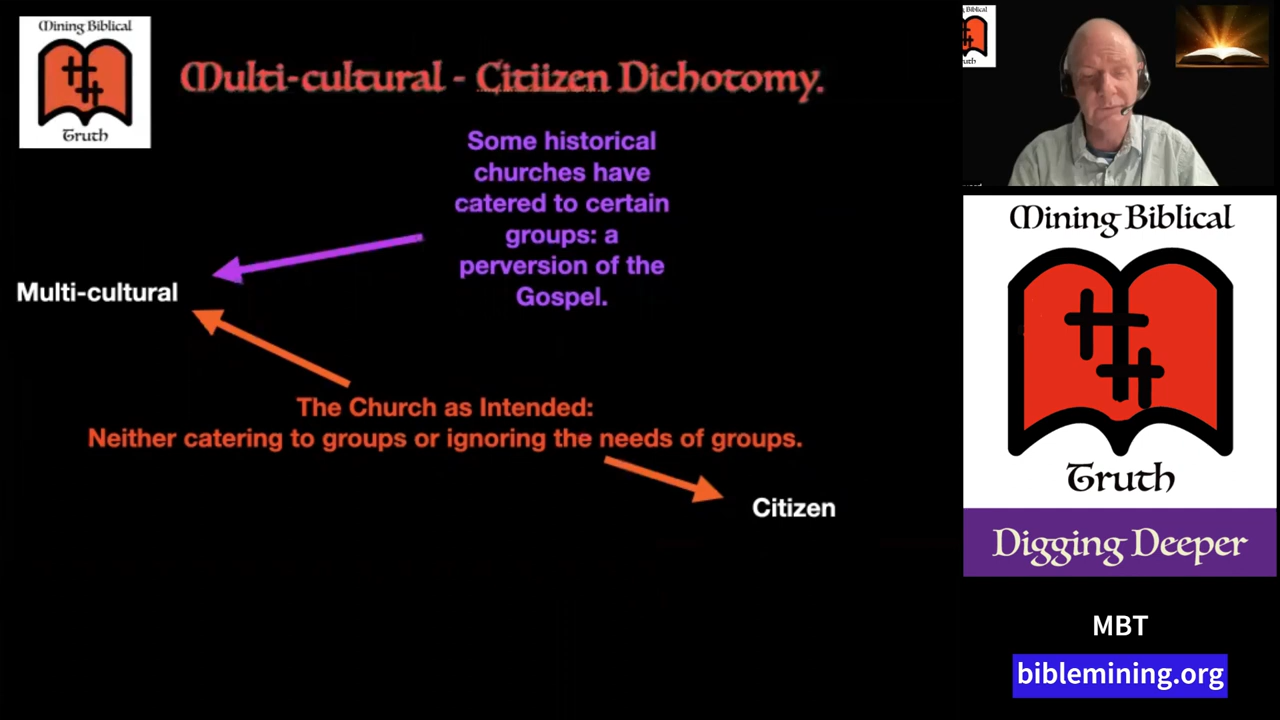 Mining Biblical
Truth
Multi-cultural - Citiizen Dichotomy.
Some historical
churches have
catered to certain
groups: a
perversion of the
Gospel.
Multi-cultural
The Church as Intended:
Neither catering to groups or ignoring the needs of groups.
Citizen
Mining Biblical
Truth
Digging Deeper
MBT
biblemining.org